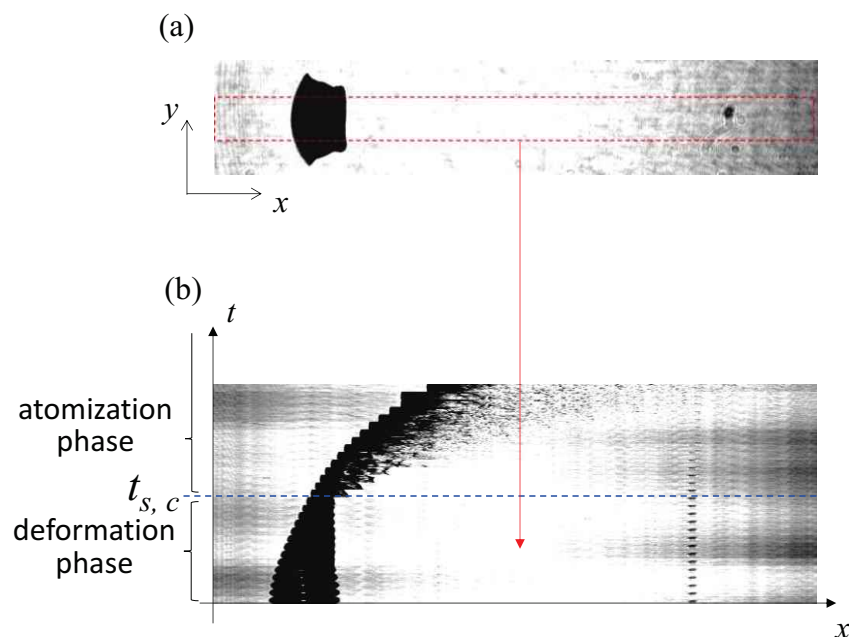 (a)
y
x
(b)
t
atomization
phase
t_{s, c}
deformation
phase
x